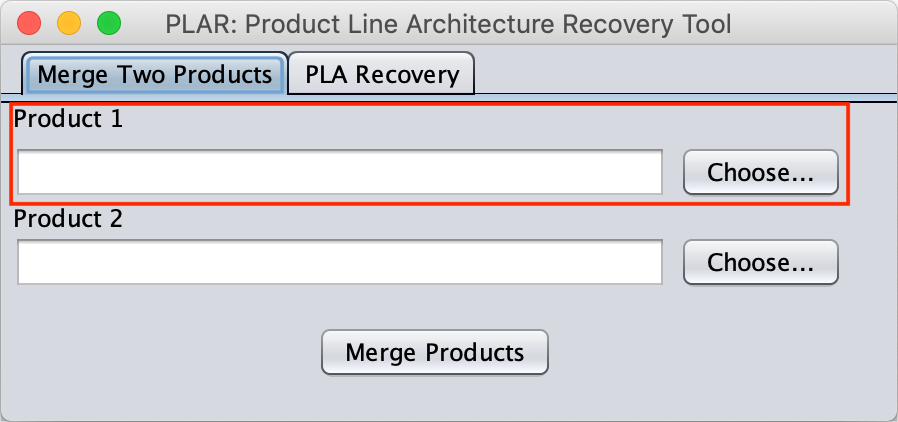 PLAR: Product Line Architecture Recovery Tool
Merge Two Products PLA Recovery
Product 1
Choose...
Product 2
Choose...
Merge Products